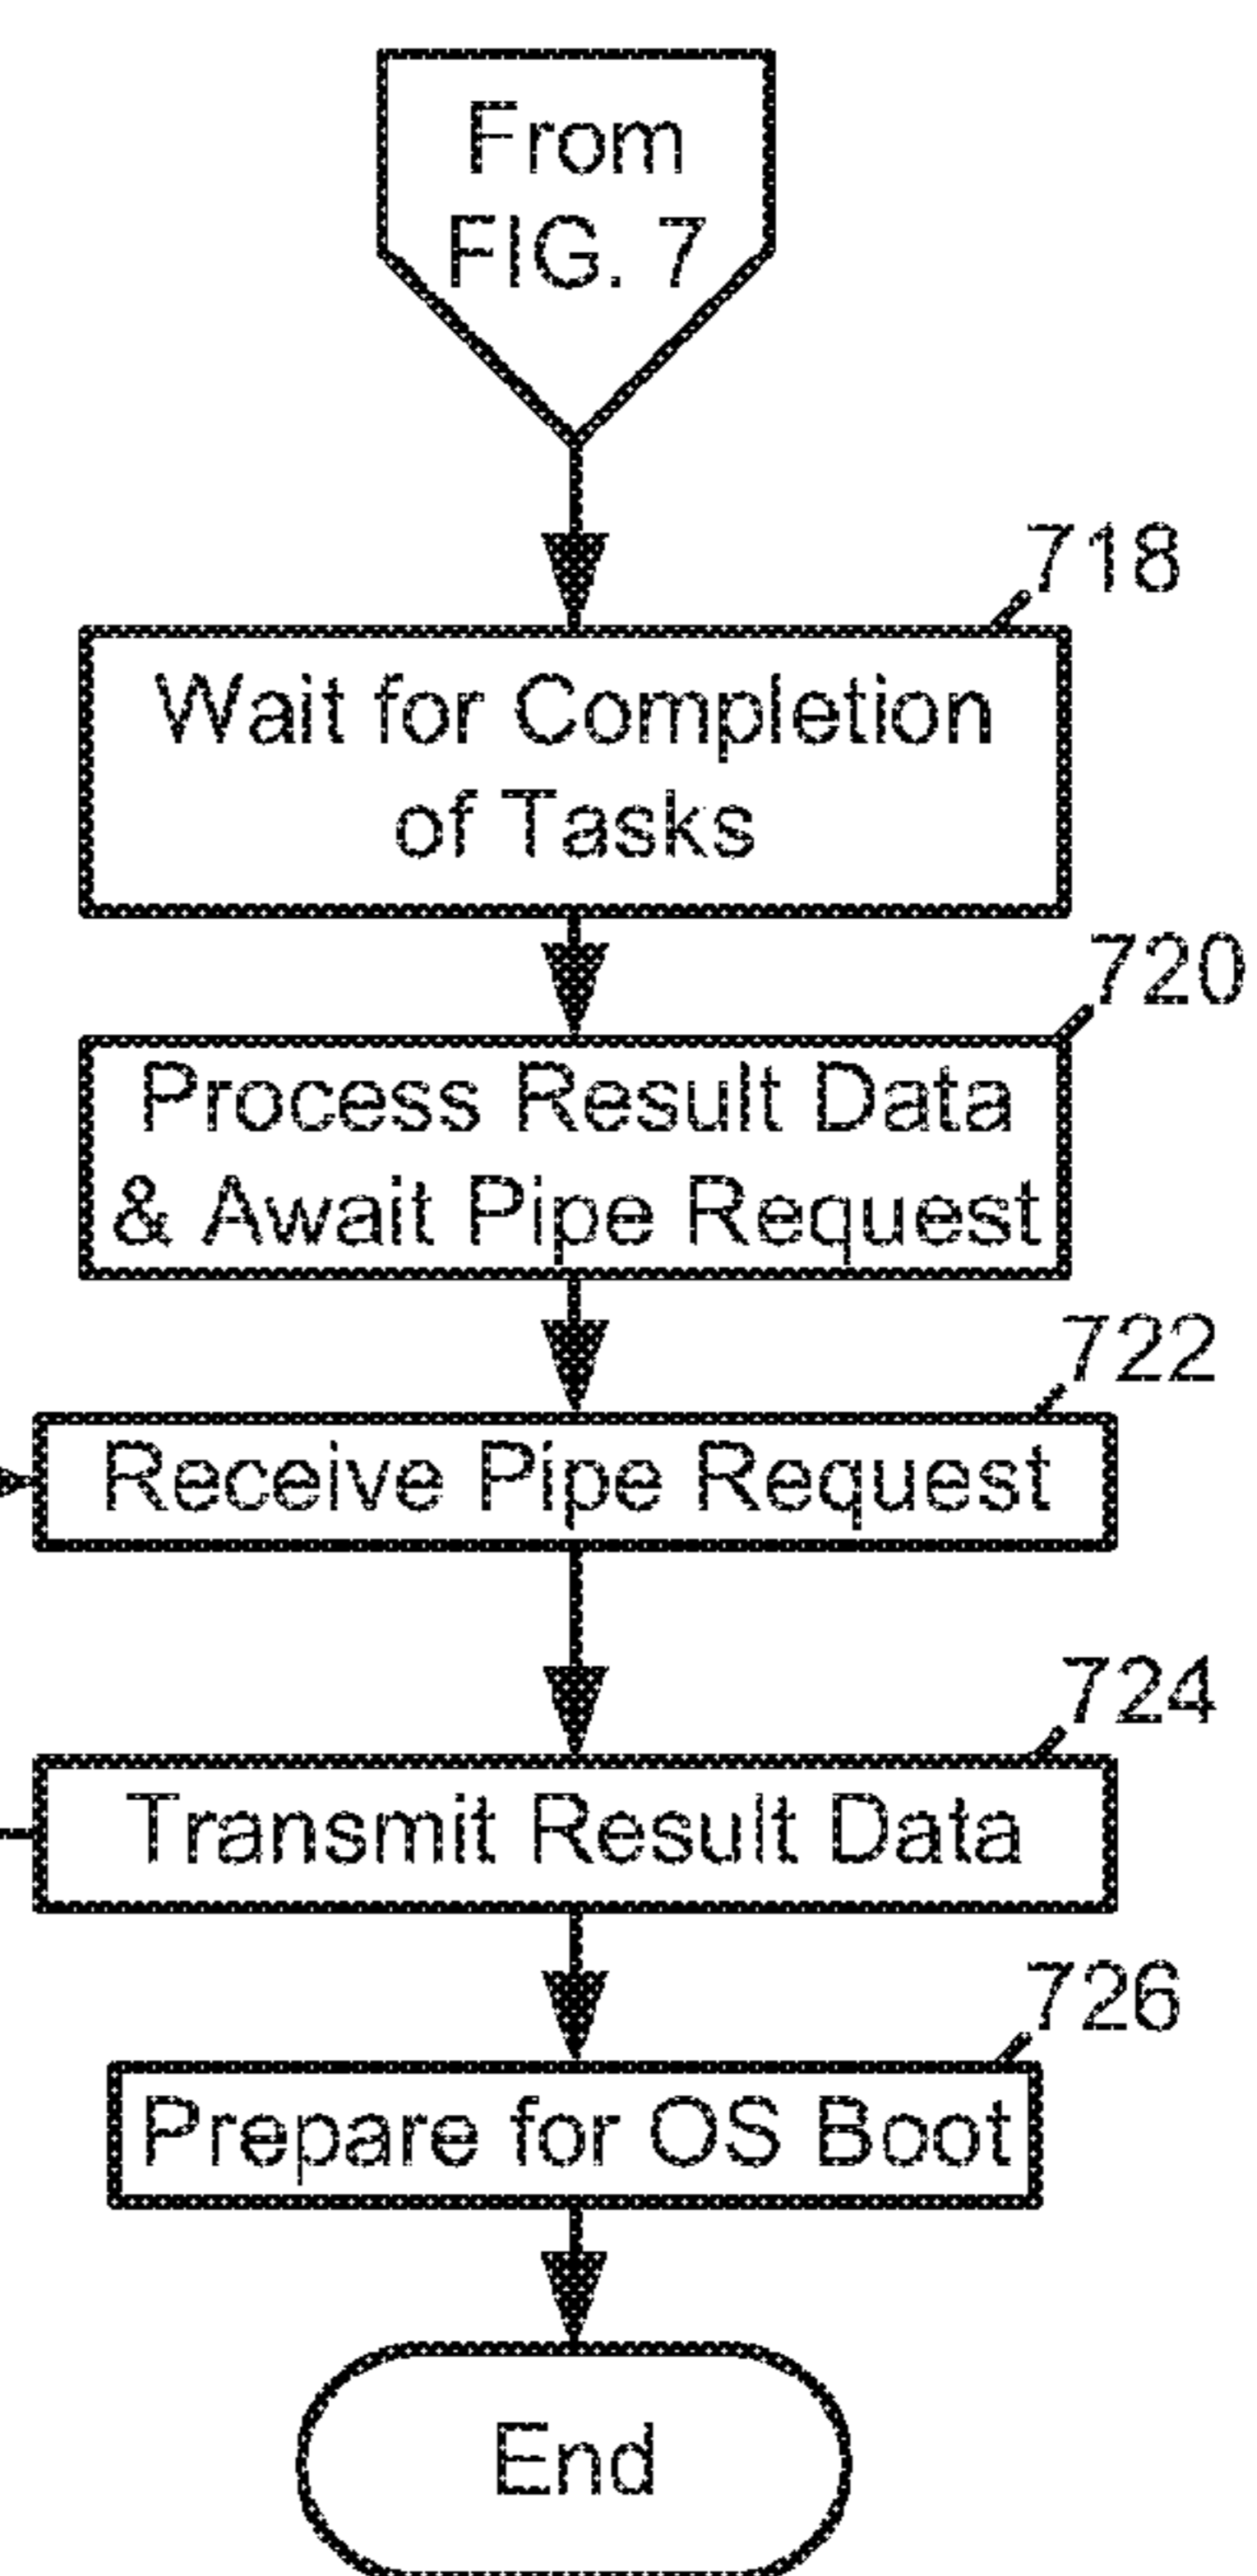 From
FIG. 7
718
Wait for Completion
of Tasks
720
Process Result Data
& Await Pipe Request
722
Receive Pipe Request
724
Transmit Result Data
726
Prepare for OS Boot
End